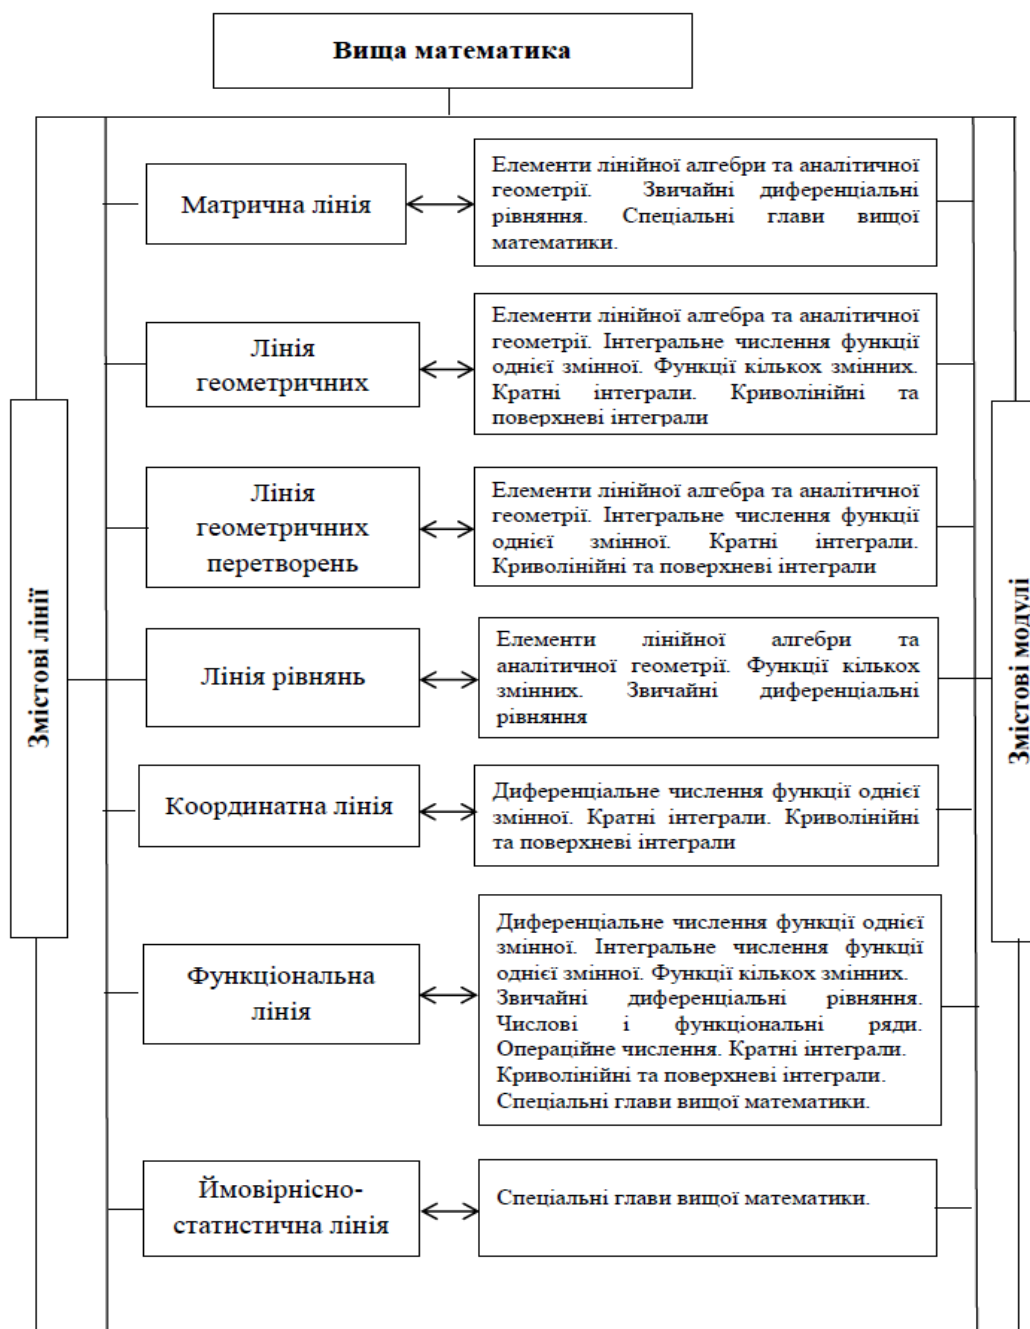 Вища математика
Матрична лінія
Елементи лінійної алгебри та аналітичної
геометрії. Звичайні диференціальні
рівняння. Спеціальні глави вищої
математики.
Лінія
геометричних
Елементи лінійної алгебра та аналітичної
геометрії. Інтегральне числення функції
однієї змінної. Функції кількох змінних.
Кратні інтеграли. Криволінійні та
поверхневі інтеграли
Лінія
геометричних
перетворень
Елементи лінійної алгебра та аналітичної
геометрії. Інтегральне числення функції
однієї змінної. Кратні інтеграли.
Криволінійні та поверхневі інтеграли
Змістові лінії
Змістові модулі
Лінія рівнянь
Елементи лінійної алгебри та
аналітичної геометрії. Функції кількох
змінних. Звичайні диференціальні
рівняння
Координатна лінія
Диференціальне числення функції однієї
змінної. Кратні інтеграли. Криволінійні
та поверхневі інтеграли
Функціональна
лінія
Диференціальне числення функції однієї
змінної. Інтегральне числення функції
однієї змінної. Функції кількох змінних.
Звичайні диференціальні рівняння.
Числові і функціональні ряди.
Операційне числення. Кратні інтеграли.
Криволінійні та поверхневі інтеграли.
Спеціальні глави вищої математики.
Ймовірнісно-
статистична лінія
Спеціальні глави вищої математики.